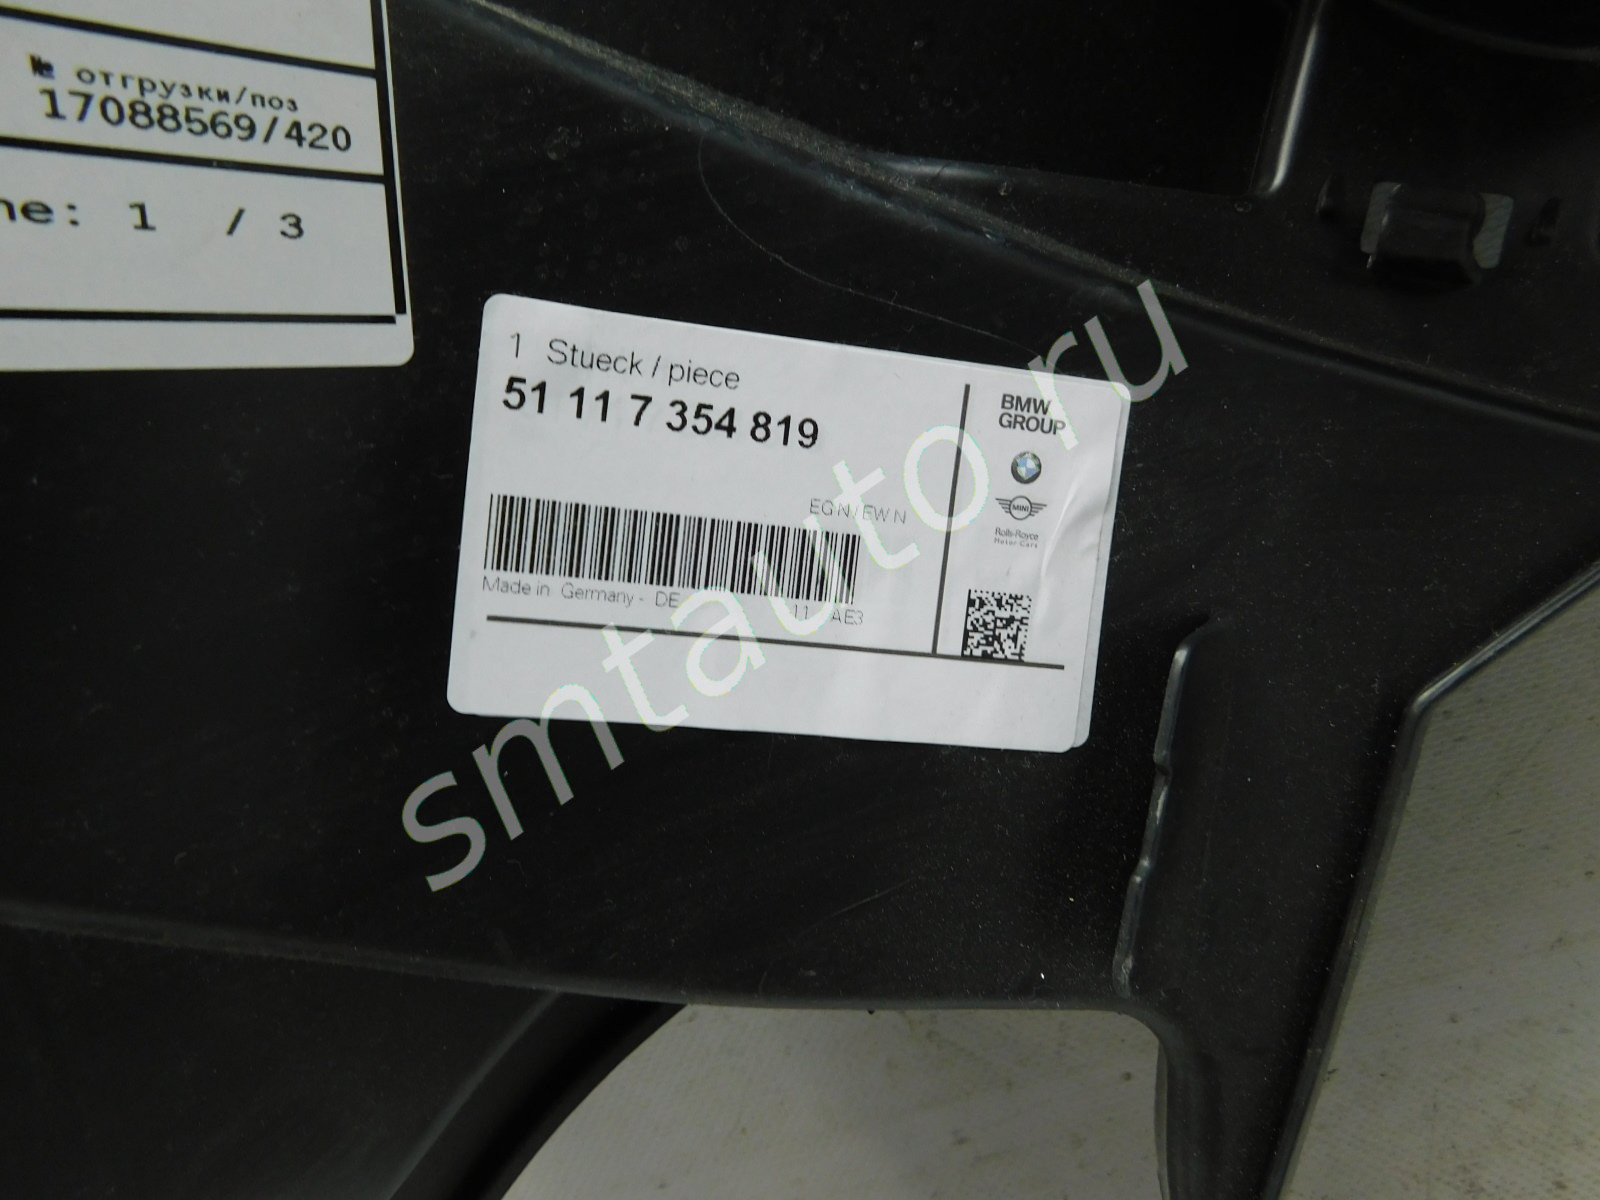 № отгрузки/поз
17088569/420
ne: 1 / 3
1 Stueck / piece
51 11 7 354 819
EGN/EWN
Made in Germany - DE 11 AE3
BMW
GROUP
MINI
Rolls-Royce
Motor Cars
smtauto.ru